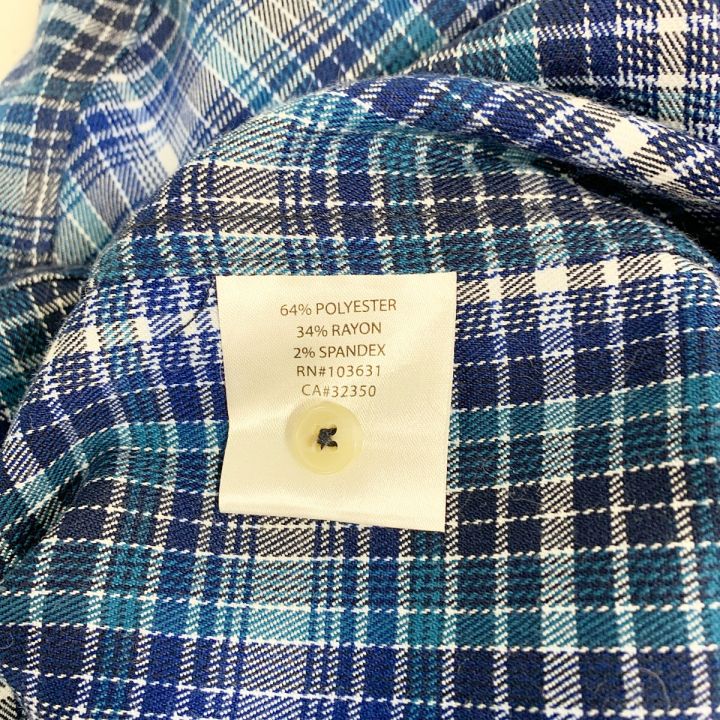 64% POLYESTER
34% RAYON
2% SPANDEX
RN#103631
CA#32350